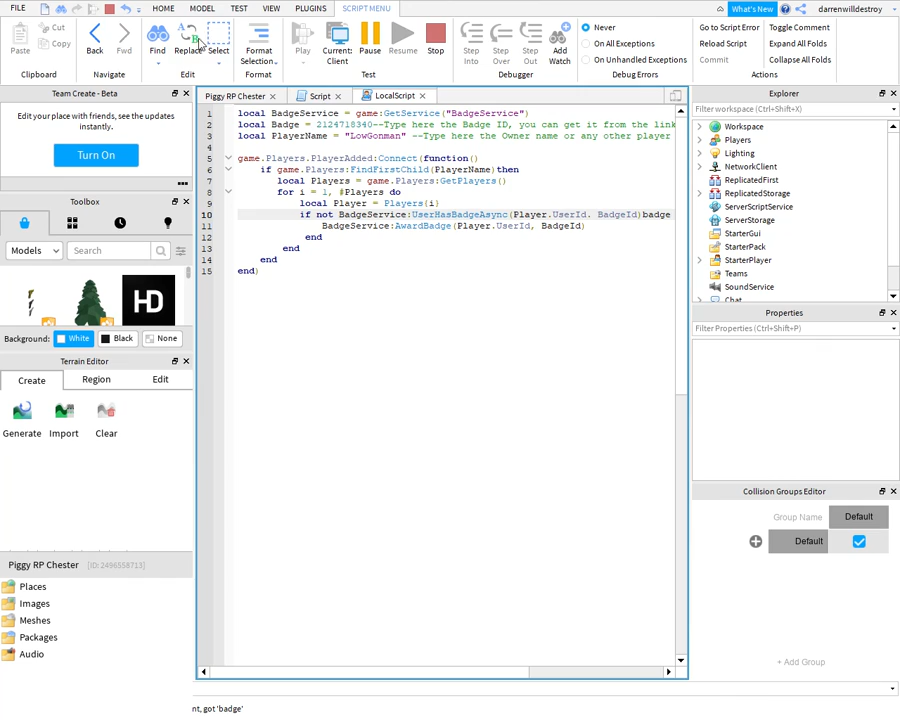 FILE HOME MODEL TEST VIEW PLUGINS SCRIPT MENU What's New darrenwilldestroy
Paste Cut Copy Back Fwd Find Replace Select Format Selection Play Current: Client Pause Resume Stop Step Into Step Over Step Out Add Watch Never On All Exceptions On Unhandled Exceptions Go to Script Error Reload Script Commit Toggle Comment Expand All Folds Collapse All Folds
Clipboard Navigate Edit Format Test Debugger Debug Errors Actions
Team Create - Beta
Edit your place with friends, see the updates
instantly.
Turn On
Toolbox
Models Search
HD
Background: White Black None
Terrain Editor
Create Region Edit
Generate Import Clear
Piggy RP Chester [ID:2496558713]
Places
Images
Meshes
Packages
Audio
Piggy RP Chester Script LocalScript
1 local BadgeService = game:GetService("BadgeService")
2 local Badge = 2124718340--Type here the Badge ID, you can get it from the link
3 local PlayerName = "LowGonman" --Type here the Owner name or any other player
4
5 game.Players.PlayerAdded:Connect(function()
6 if game.Players:FindFirstChild(PlayerName)then
7 local Players = game.Players:GetPlayers()
8 for i = 1, #Players do
9 local Player = Players(i)
10 if not BadgeService:UserHasBadgeAsync(Player.UserId. BadgeId)badge
11 BadgeService:AwardBadge(Player.UserId, BadgeId)
12 end
13 end
14 end
15 end)
nt, got 'badge'
Explorer
Filter workspace (Ctrl+Shift+X)
Workspace
Players
Lighting
NetworkClient
ReplicatedFirst
ReplicatedStorage
ServerScriptService
ServerStorage
StarterGui
StarterPack
StarterPlayer
Teams
SoundService
Chat
Properties
Filter Properties (Ctrl+Shift+P)
Collision Groups Editor
Group Name Default
Default
+ Add Group